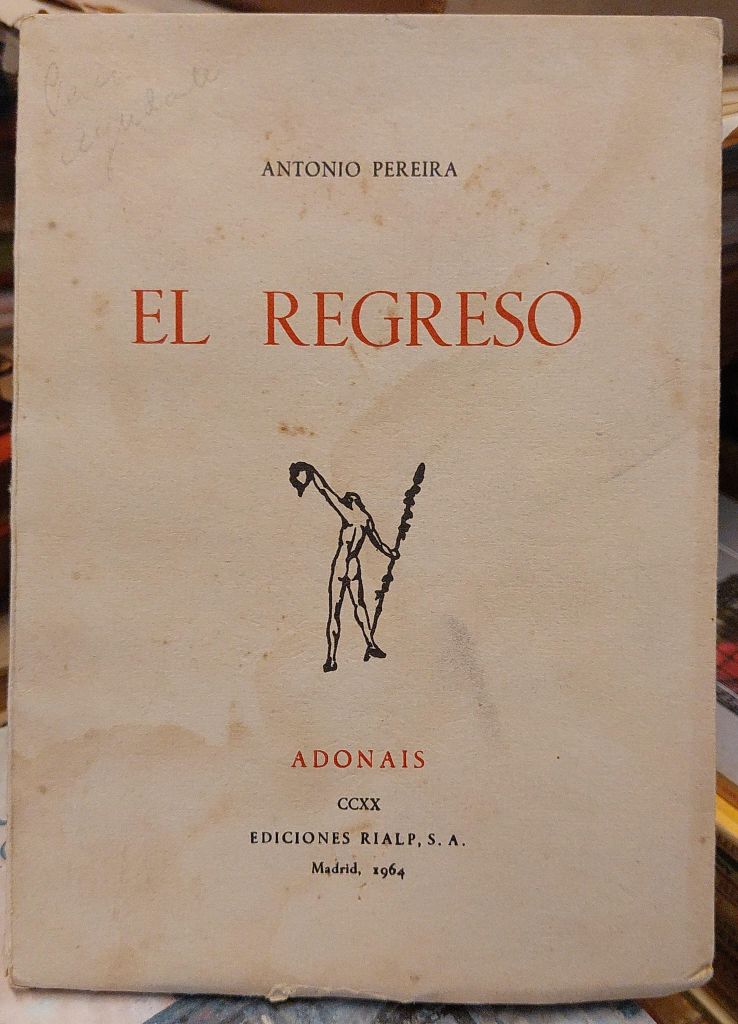 ANTONIO PEREIRA
EL REGRESO
ADONAIS
CCXX
EDICIONES RIALP, S. A.
Madrid, 1964